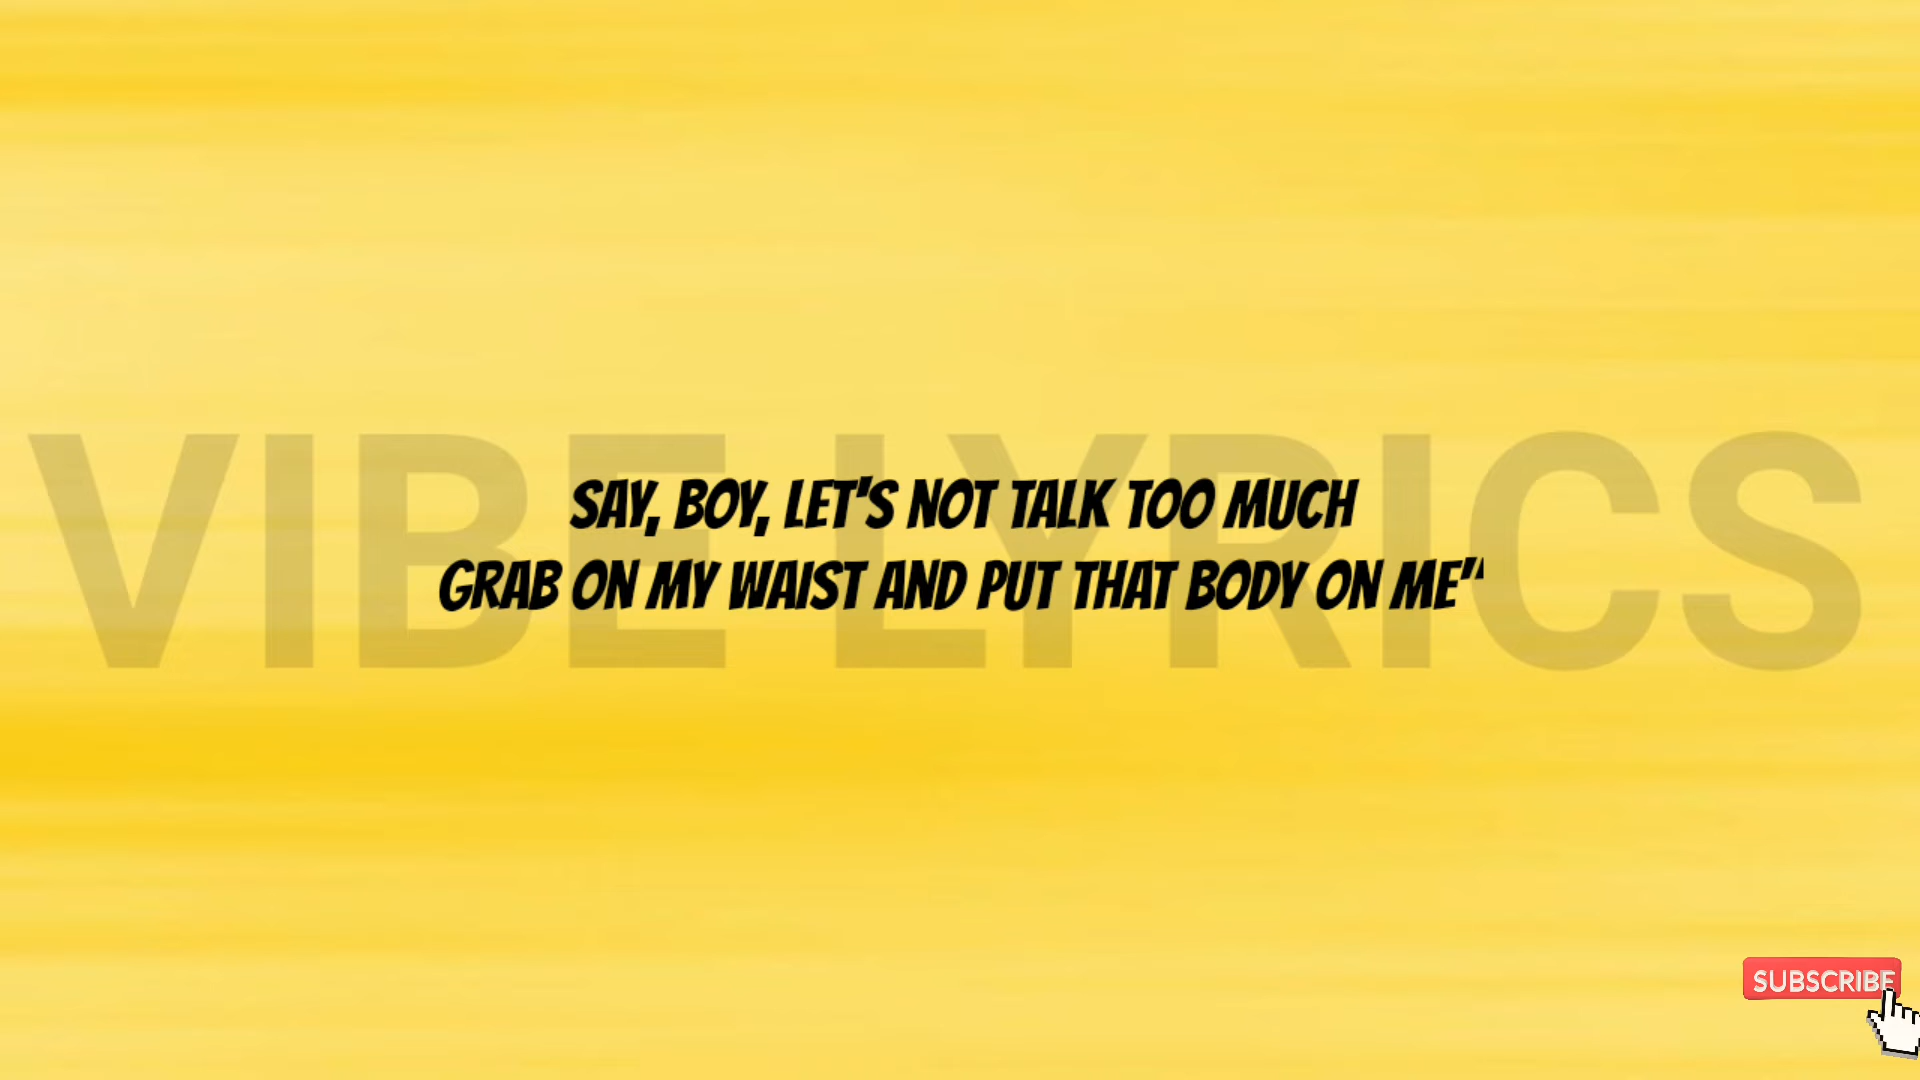 VIBE LYRICS
SAY, BOY, LET'S NOT TALK TOO MUCH
GRAB ON MY WAIST AND PUT THAT BODY ON ME"
SUBSCRIBE